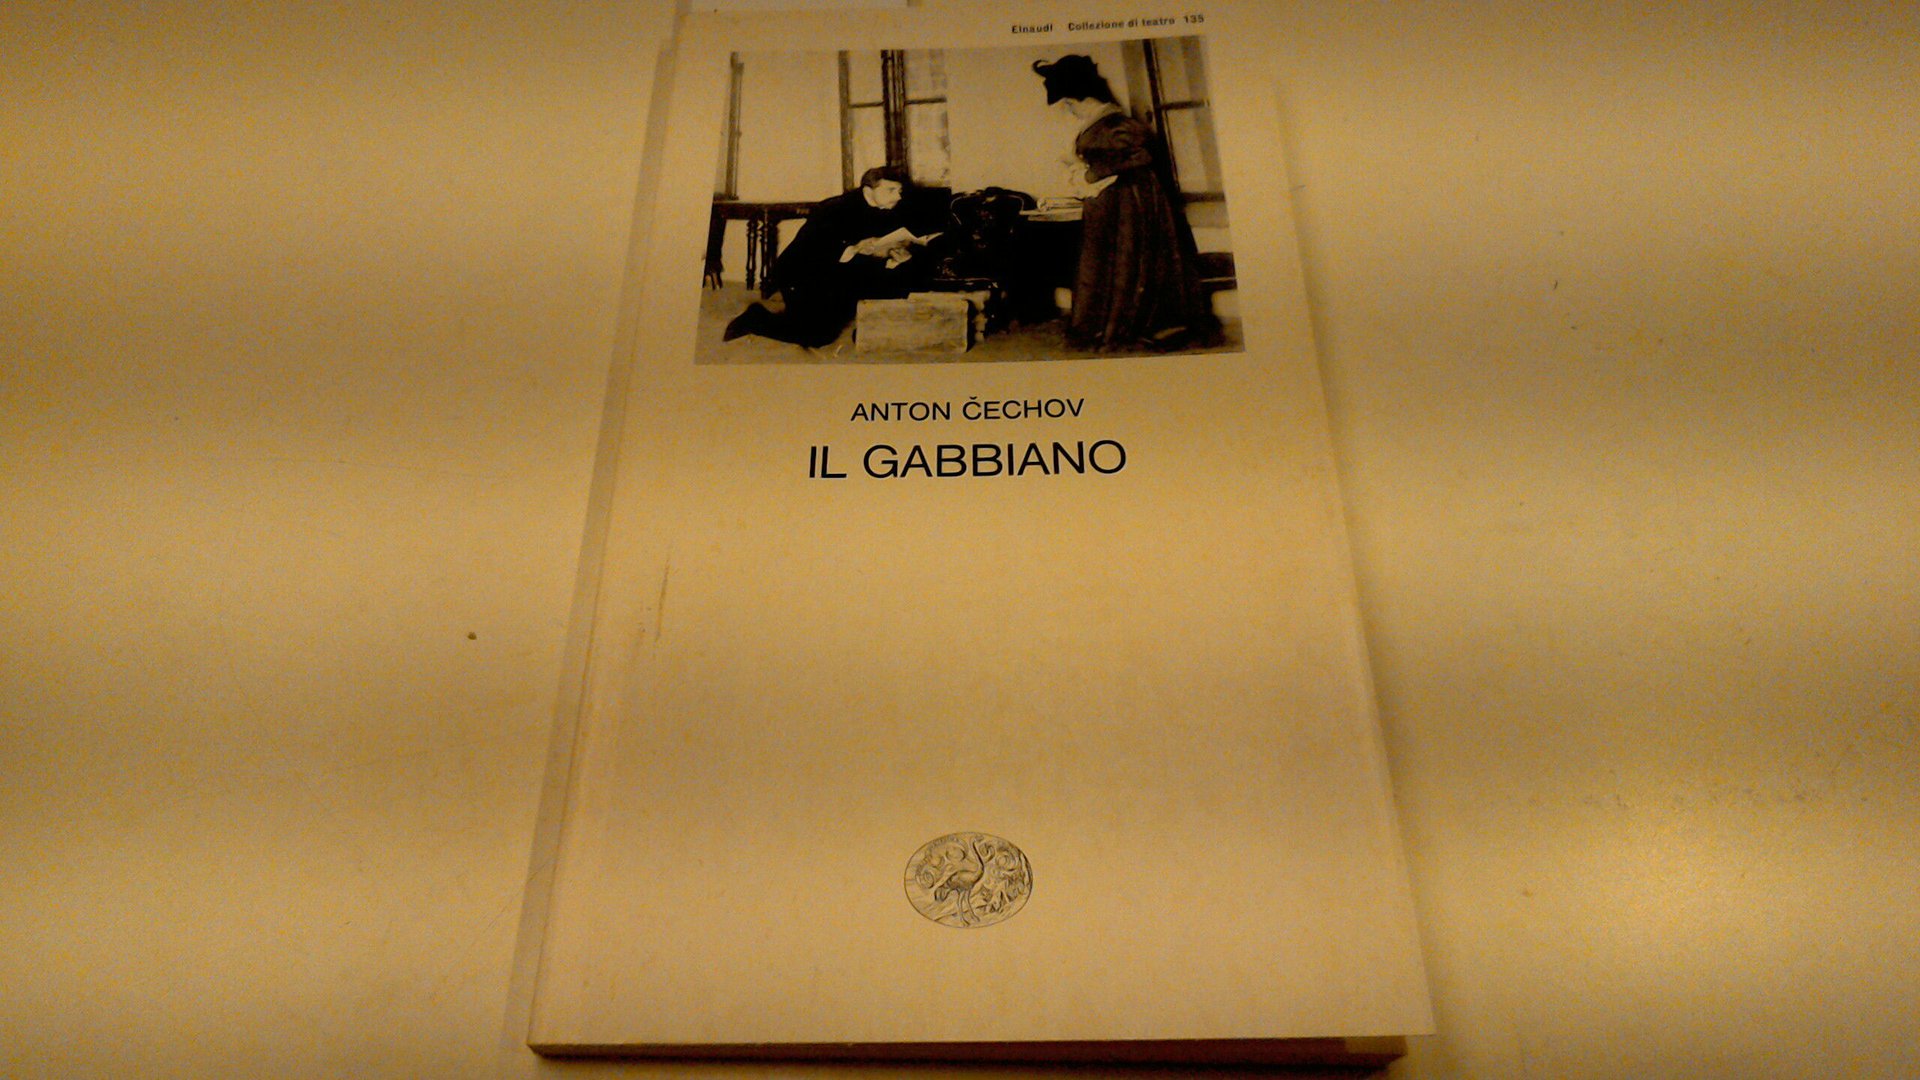 Einaudi Collezione di teatro 135
ANTON ČECHOV
IL GABBIANO